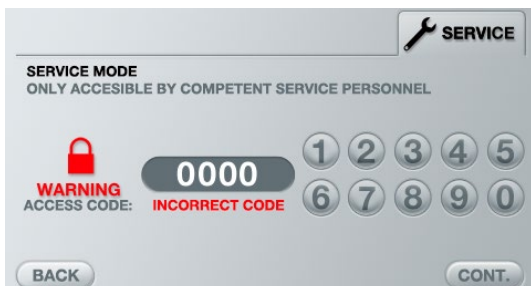 SERVICE
SERVICE MODE
ONLY ACCESIBLE BY COMPETENT SERVICE PERSONNEL
1 2 3 4 5
0000
WARNING
6 7 8 9 0
ACCESS CODE: INCORRECT CODE
BACK CONT.